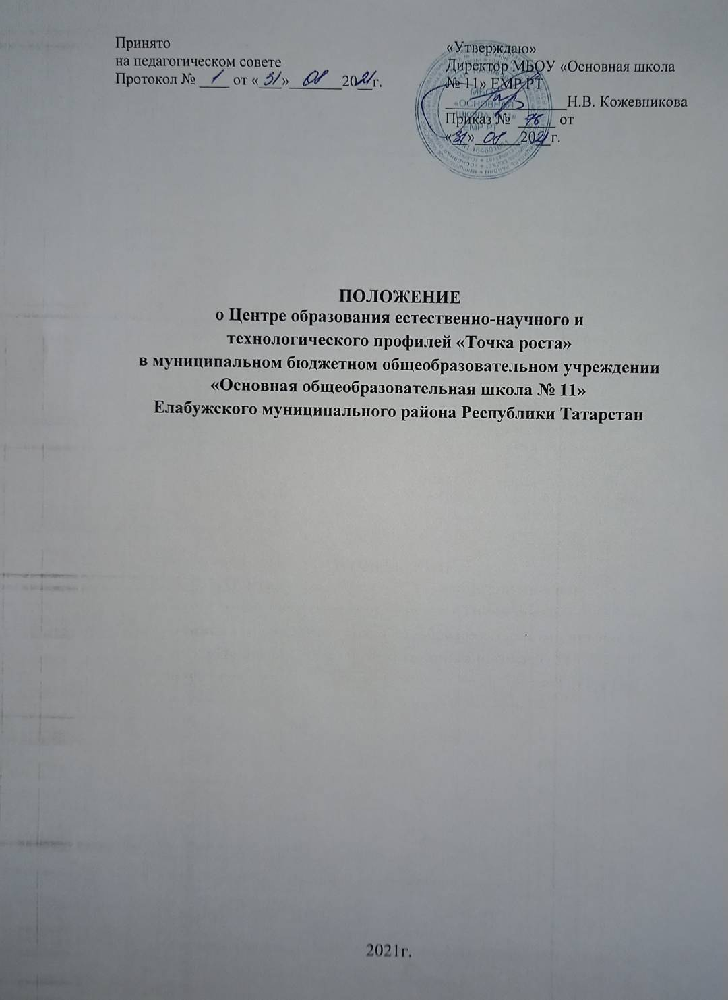 Принято
на педагогическом совете
Протокол № 1 от «31» 08 2021г.
«Утверждаю»
Директор МБОУ «Основная школа
№ 11» ЕМР РТ
Н.В. Кожевникова
Приказ № 76 от
«31» 08 2021г.
ПОЛОЖЕНИЕ
о Центре образования естественно-научного и
технологического профилей «Точка роста»
в муниципальном бюджетном общеобразовательном учреждении
«Основная общеобразовательная школа № 11»
Елабужского муниципального района Республики Татарстан
2021г.